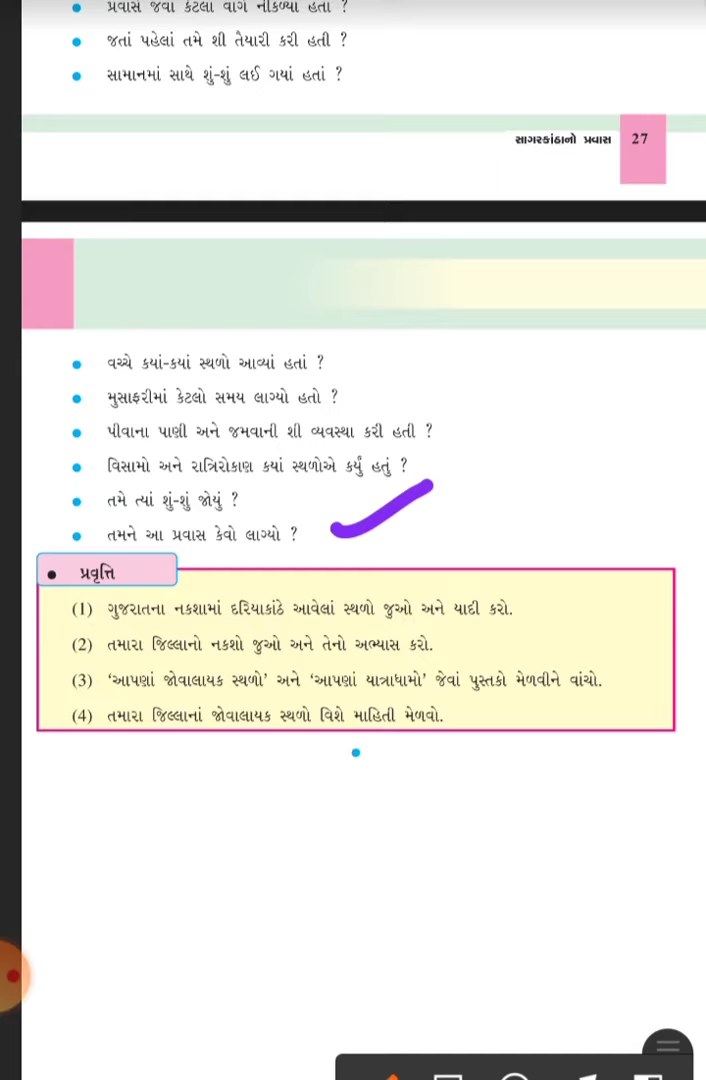 પ્રવાસે જવા કેટલા વાગે નીકળ્યા હતા ?
જતાં પહેલાં તમે શી તૈયારી કરી હતી ?
સામાનમાં સાથે શું-શું લઈ ગયાં હતાં ?
સાગરકાંઠાનો પ્રવાસ 27
વચ્ચે કયાં-કયાં સ્થળો આવ્યાં હતાં ?
મુસાફરીમાં કેટલો સમય લાગ્યો હતો ?
પીવાના પાણી અને જમવાની શી વ્યવસ્થા કરી હતી ?
વિસામો અને રાત્રિરોકાણ કયાં સ્થળોએ કર્યું હતું ?
તમે ત્યાં શું-શું જોયું ?
તમને આ પ્રવાસ કેવો લાગ્યો ?
પ્રવૃત્તિ
(1) ગુજરાતના નકશામાં દરિયાકાંઠે આવેલાં સ્થળો જુઓ અને યાદી કરો.
(2) તમારા જિલ્લાનો નકશો જુઓ અને તેનો અભ્યાસ કરો.
(3) ‘આપણાં જોવાલાયક સ્થળો’ અને ‘આપણાં યાત્રાધામો’ જેવાં પુસ્તકો મેળવીને વાંચો.
(4) તમારા જિલ્લાનાં જોવાલાયક સ્થળો વિશે માહિતી મેળવો.